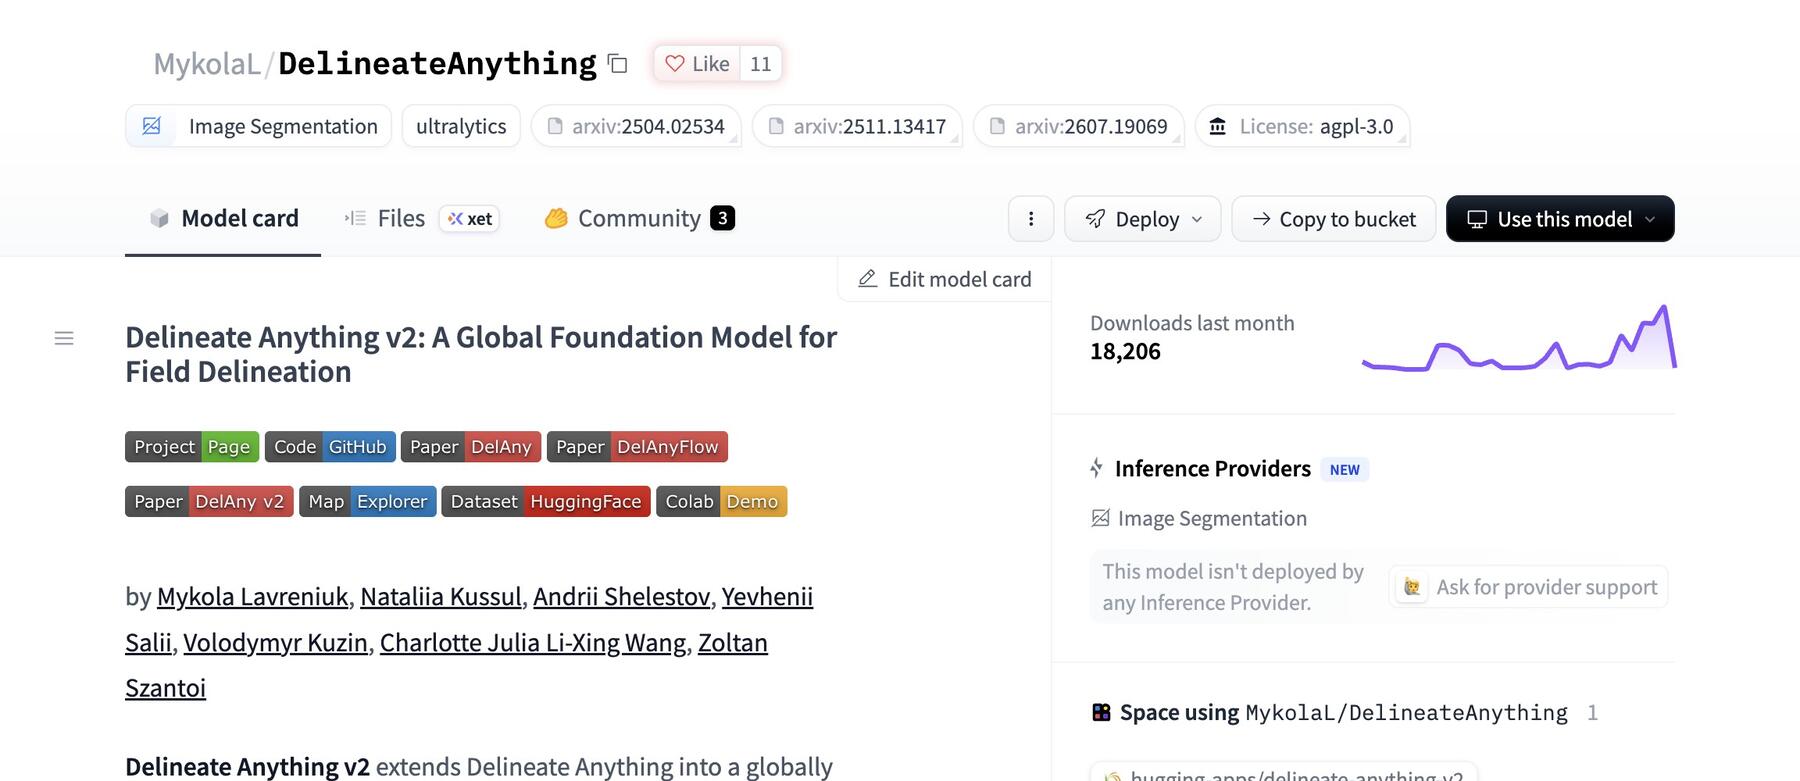 MykolaL/DelineateAnything Like 11
Image Segmentation ultralytics arxiv:2504.02534 arxiv:2511.13417 arxiv:2607.19069 License: agpl-3.0
Model card Files xet Community 3 Deploy Copy to bucket Use this model
Edit model card
Delineate Anything v2: A Global Foundation Model for
Field Delineation
Project Page Code GitHub Paper DelAny Paper DelAnyFlow
Paper DelAny v2 Map Explorer Dataset HuggingFace Colab Demo
by Mykola Lavreniuk, Nataliia Kussul, Andrii Shelestov, Yevhenii
Salii, Volodymyr Kuzin, Charlotte Julia Li-Xing Wang, Zoltan
Szantoi
Delineate Anything v2 extends Delineate Anything into a globally
Downloads last month
18,206
Inference Providers NEW
Image Segmentation
This model isn't deployed by
any Inference Provider.
Ask for provider support
Space using MykolaL/DelineateAnything 1
hugging-apps/delineate-anything-v2